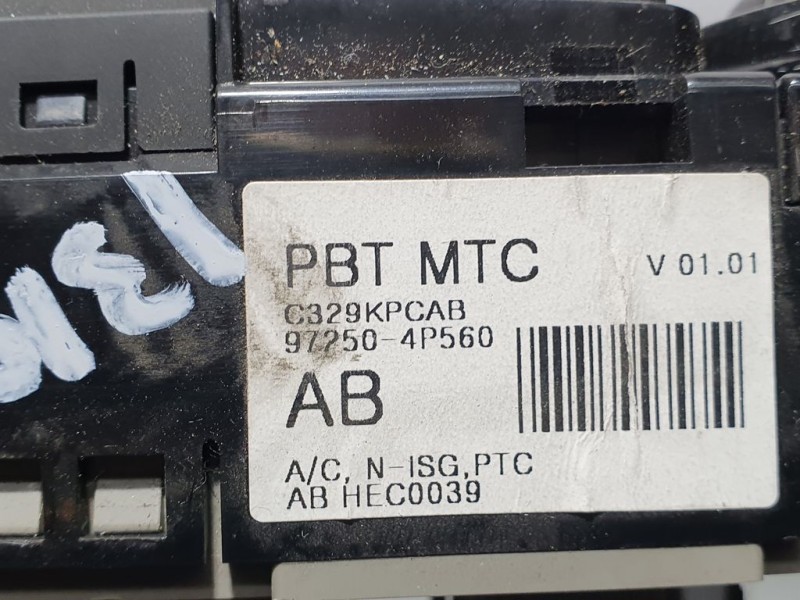 PBT MTC V 01.01
C329KPCAB
97250-4P560
AB
A/C, N-ISG,PTC
AB HEC0039